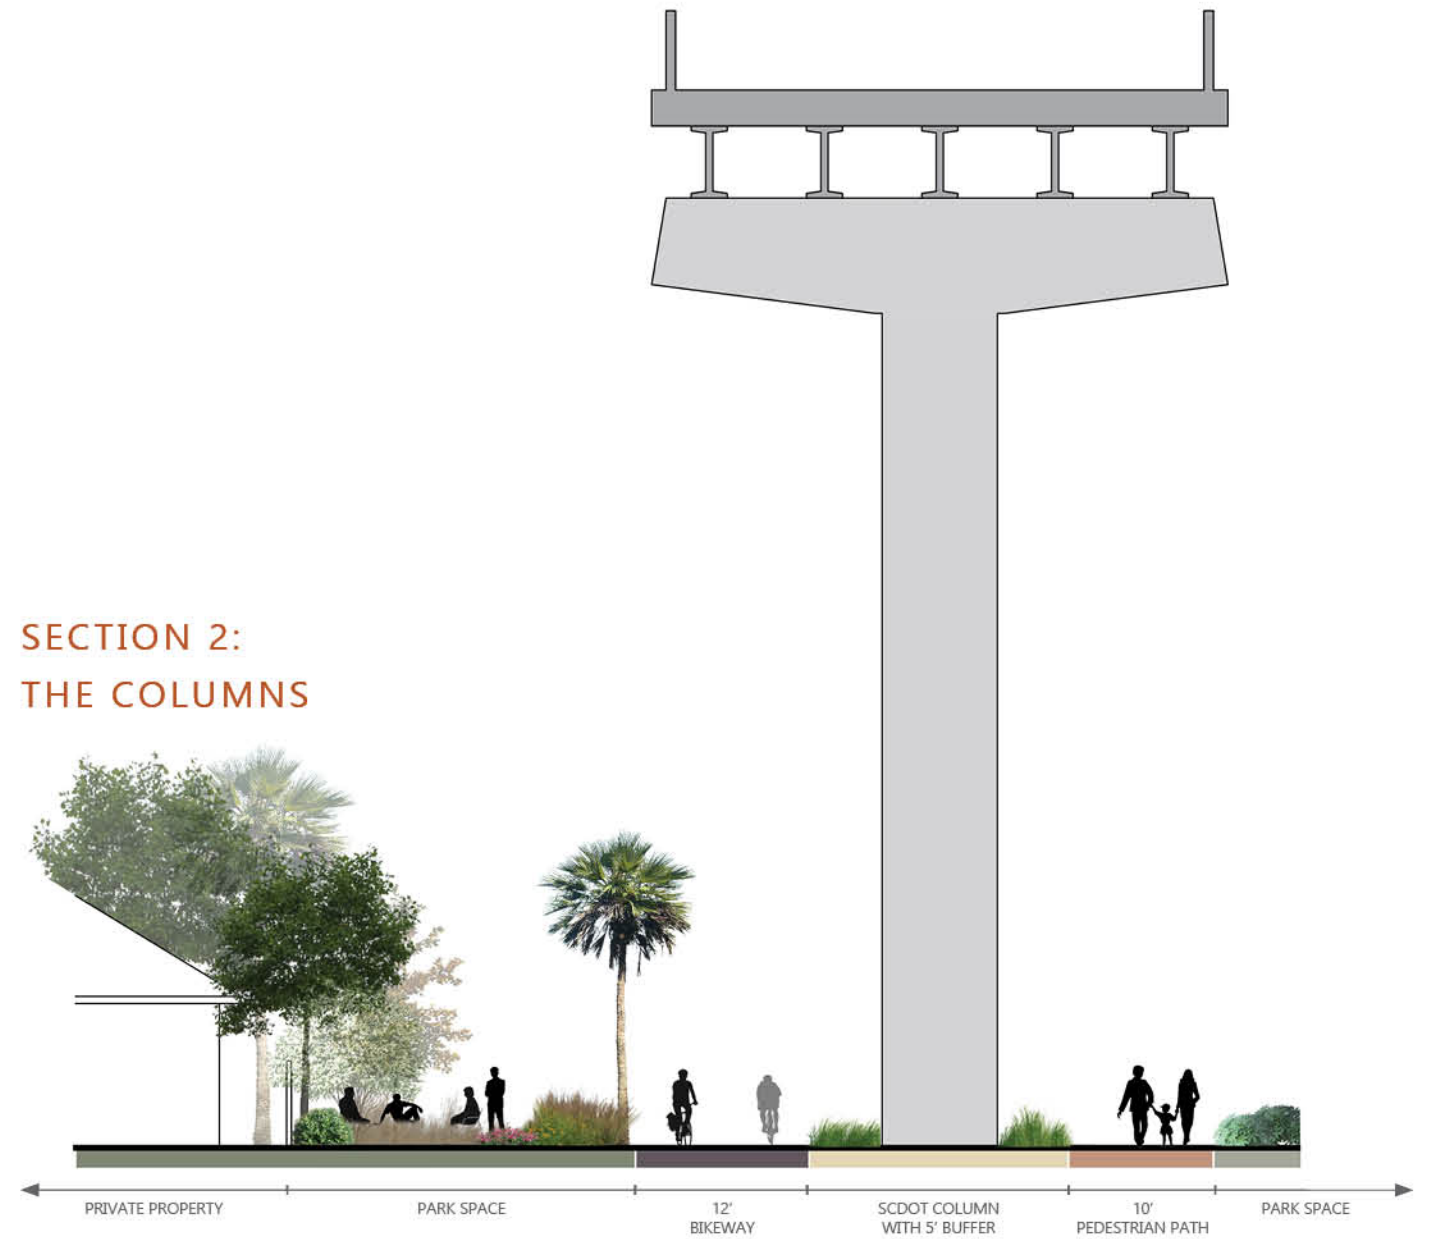 SECTION 2:
THE COLUMNS
PRIVATE PROPERTY
PARK SPACE
12'
BIKEWAY
SCDOT COLUMN
WITH 5' BUFFER
10'
PEDESTRIAN PATH
PARK SPACE